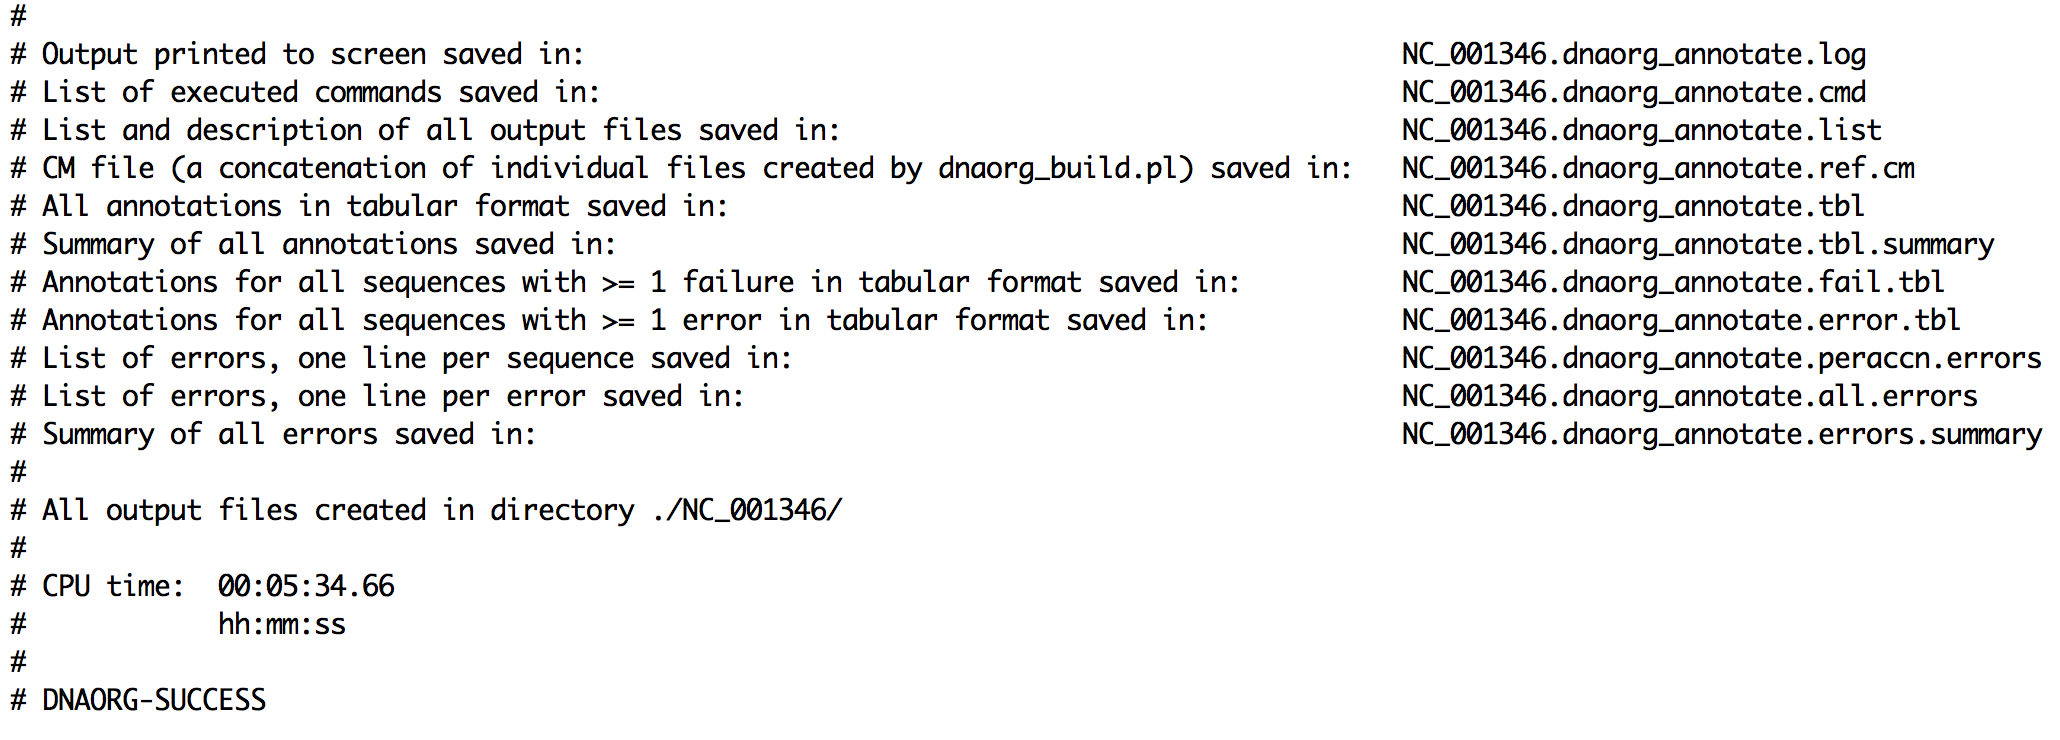 #
# Output printed to screen saved in: NC_001346.dnaorg_annotate.log
# List of executed commands saved in: NC_001346.dnaorg_annotate.cmd
# List and description of all output files saved in: NC_001346.dnaorg_annotate.list
# CM file (a concatenation of individual files created by dnaorg_build.pl) saved in: NC_001346.dnaorg_annotate.ref.cm
# All annotations in tabular format saved in: NC_001346.dnaorg_annotate.tbl
# Summary of all annotations saved in: NC_001346.dnaorg_annotate.tbl.summary
# Annotations for all sequences with >= 1 failure in tabular format saved in: NC_001346.dnaorg_annotate.fail.tbl
# Annotations for all sequences with >= 1 error in tabular format saved in: NC_001346.dnaorg_annotate.error.tbl
# List of errors, one line per sequence saved in: NC_001346.dnaorg_annotate.peraccn.errors
# List of errors, one line per error saved in: NC_001346.dnaorg_annotate.all.errors
# Summary of all errors saved in: NC_001346.dnaorg_annotate.errors.summary
#
# All output files created in directory ./NC_001346/
#
# CPU time: 00:05:34.66
# hh:mm:ss
#
# DNAORG-SUCCESS